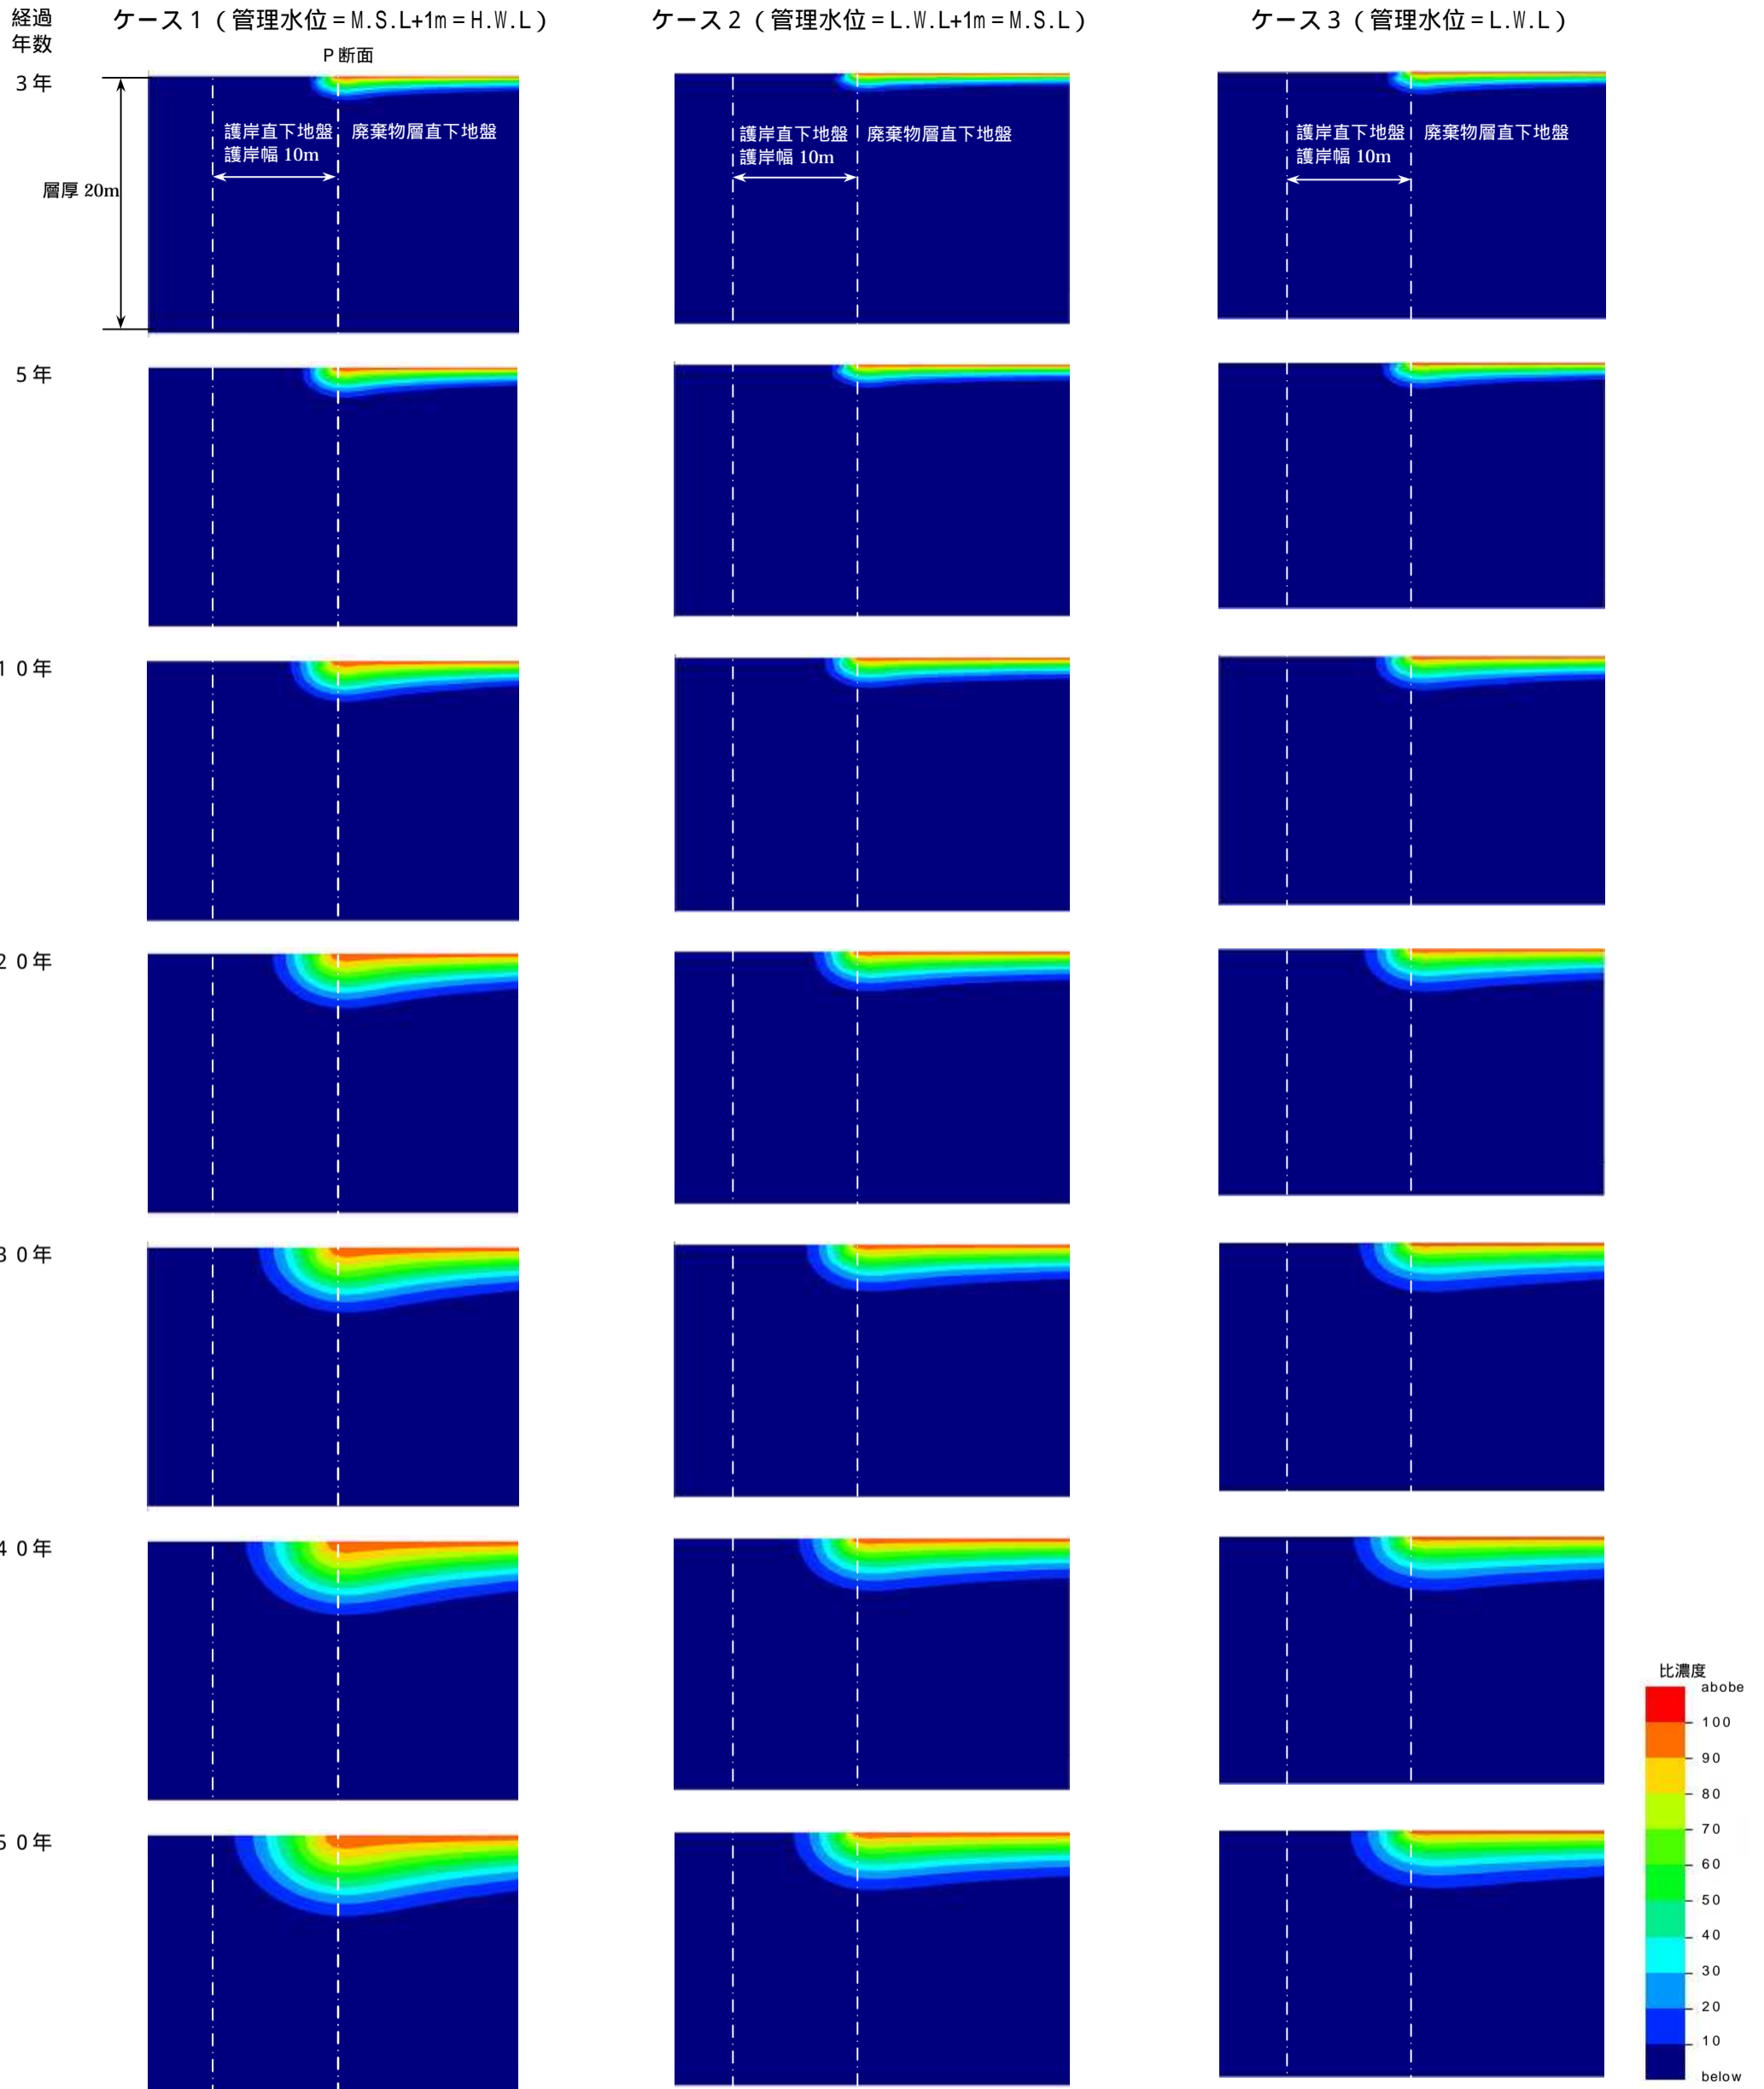 経過
年数
ケース1（管理水位=M.S.L+1m=H.W.L）
ケース2（管理水位=L.W.L+1m=M.S.L）
ケース3（管理水位=L.W.L）
P断面
3年
護岸直下地盤
護岸幅 10m
廃棄物層直下地盤
層厚 20m
護岸直下地盤
護岸幅 10m
廃棄物層直下地盤
護岸直下地盤
護岸幅 10m
廃棄物層直下地盤
5年
10年
20年
30年
40年
50年
比濃度
abobe
100
90
80
70
60
50
40
30
20
10
below